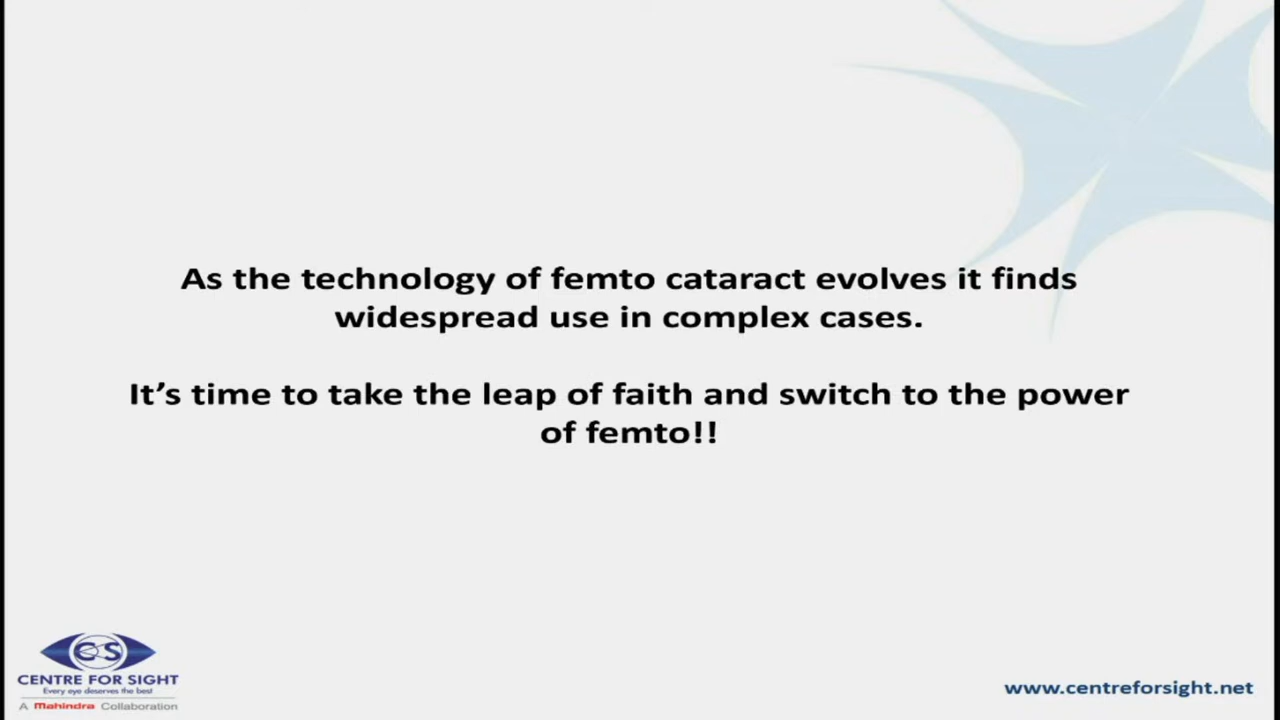 As the technology of femto cataract evolves it finds
widespread use in complex cases.
It's time to take the leap of faith and switch to the power
of femto!!
CS
CENTRE FOR SIGHT
Every eye deserves the best
A Mahindra Collaboration
www.centreforsight.net